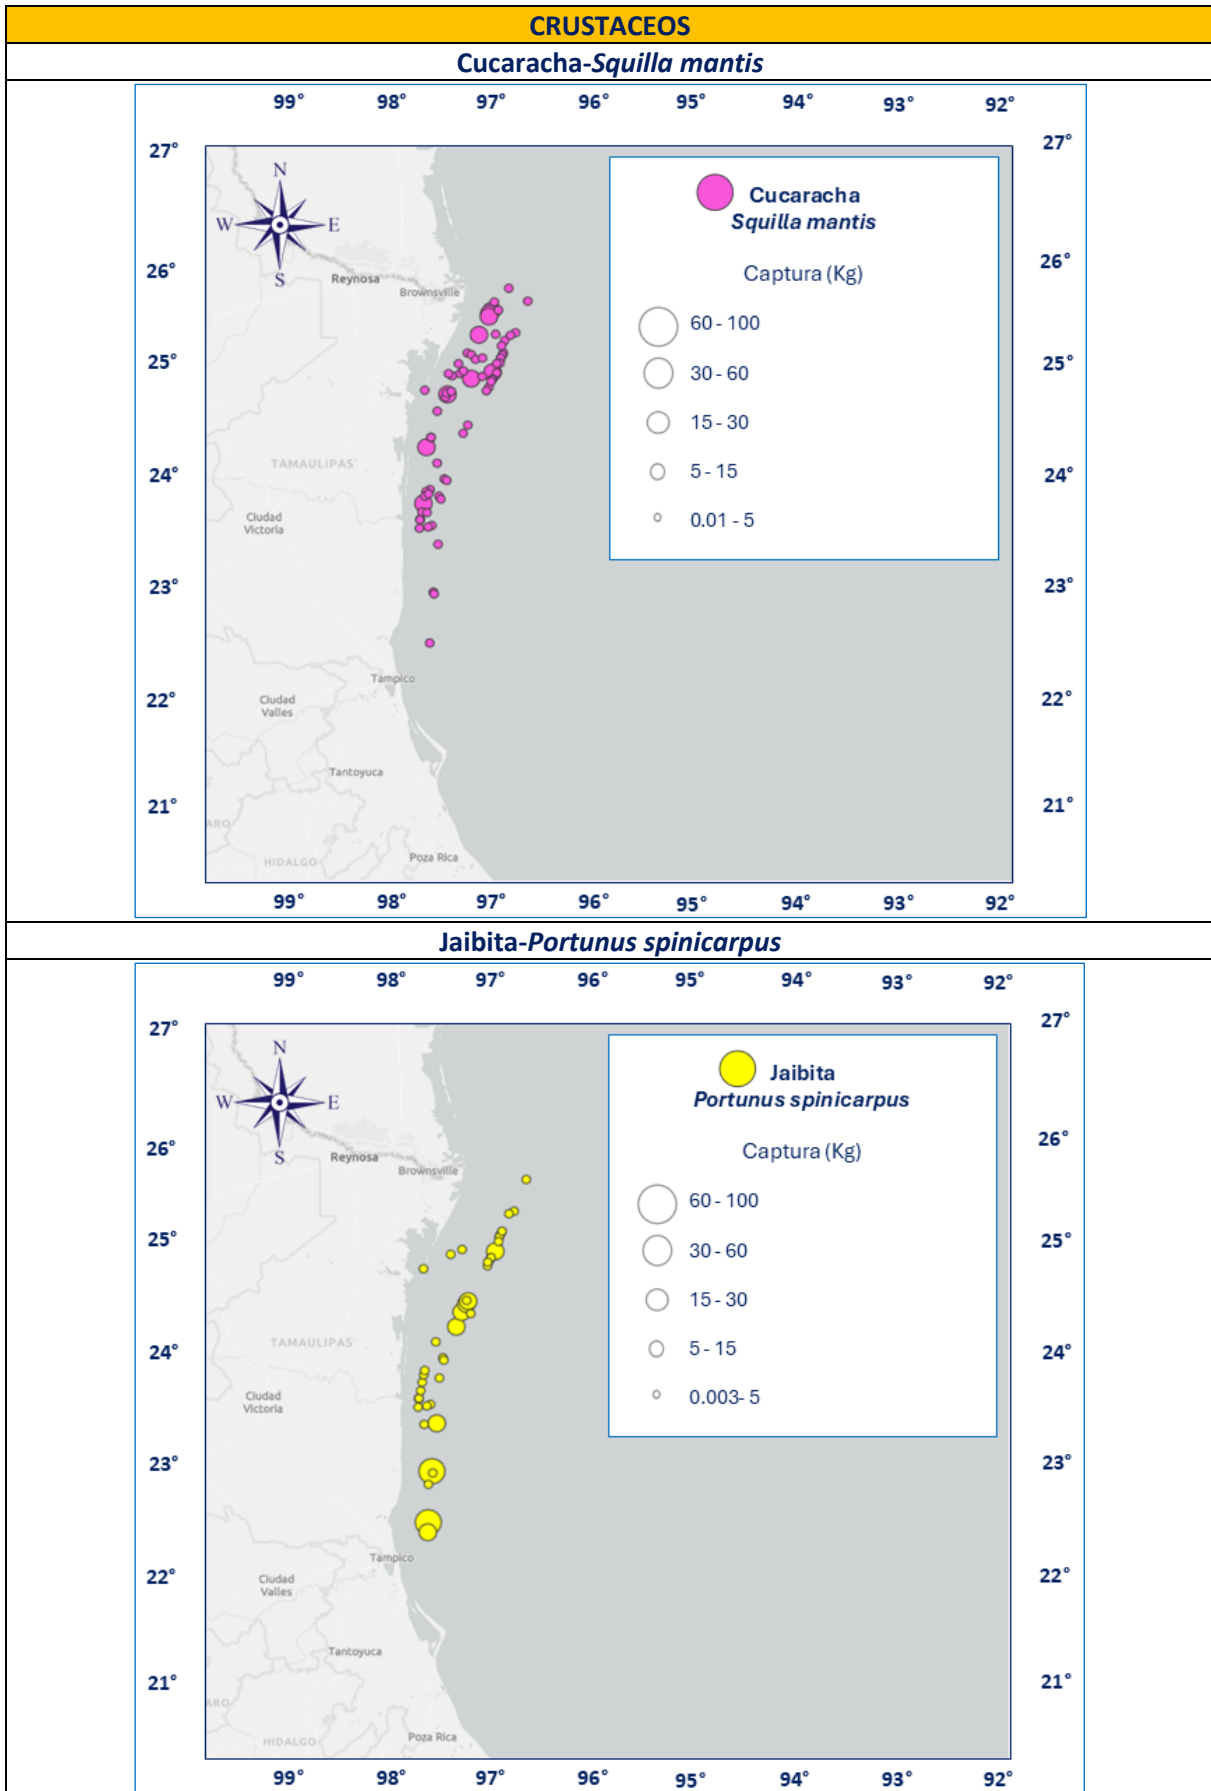 CRUSTACEOS
Cucaracha-Squilla mantis
99° 98° 97° 96° 95° 94° 93° 92°
27° 27°
N
W E
S
Cucaracha
Squilla mantis
Captura (Kg)
60 - 100
30 - 60
15 - 30
5 - 15
0.01 - 5
26° 26°
Reynosa
Brownsville
25° 25°
TAMAULIPAS
24° 24°
Ciudad
Victoria
23° 23°
Tampico
22° 22°
Ciudad
Valles
Tantoyuca
21° 21°
ARO
HIDALGO
Poza Rica
99° 98° 97° 96° 95° 94° 93° 92°
Jaibita-Portunus spinicarpus
99° 98° 97° 96° 95° 94° 93° 92°
27° 27°
N
W E
S
Jaibita
Portunus spinicarpus
Captura (Kg)
60 - 100
30 - 60
15 - 30
5 - 15
0.003- 5
26° 26°
Reynosa
Brownsville
25° 25°
TAMAULIPAS
24° 24°
Ciudad
Victoria
23° 23°
Tampico
22° 22°
Ciudad
Valles
Tantoyuca
21° 21°
ARO
HIDALGO
Poza Rica
99° 98° 97° 96° 95° 94° 93° 92°